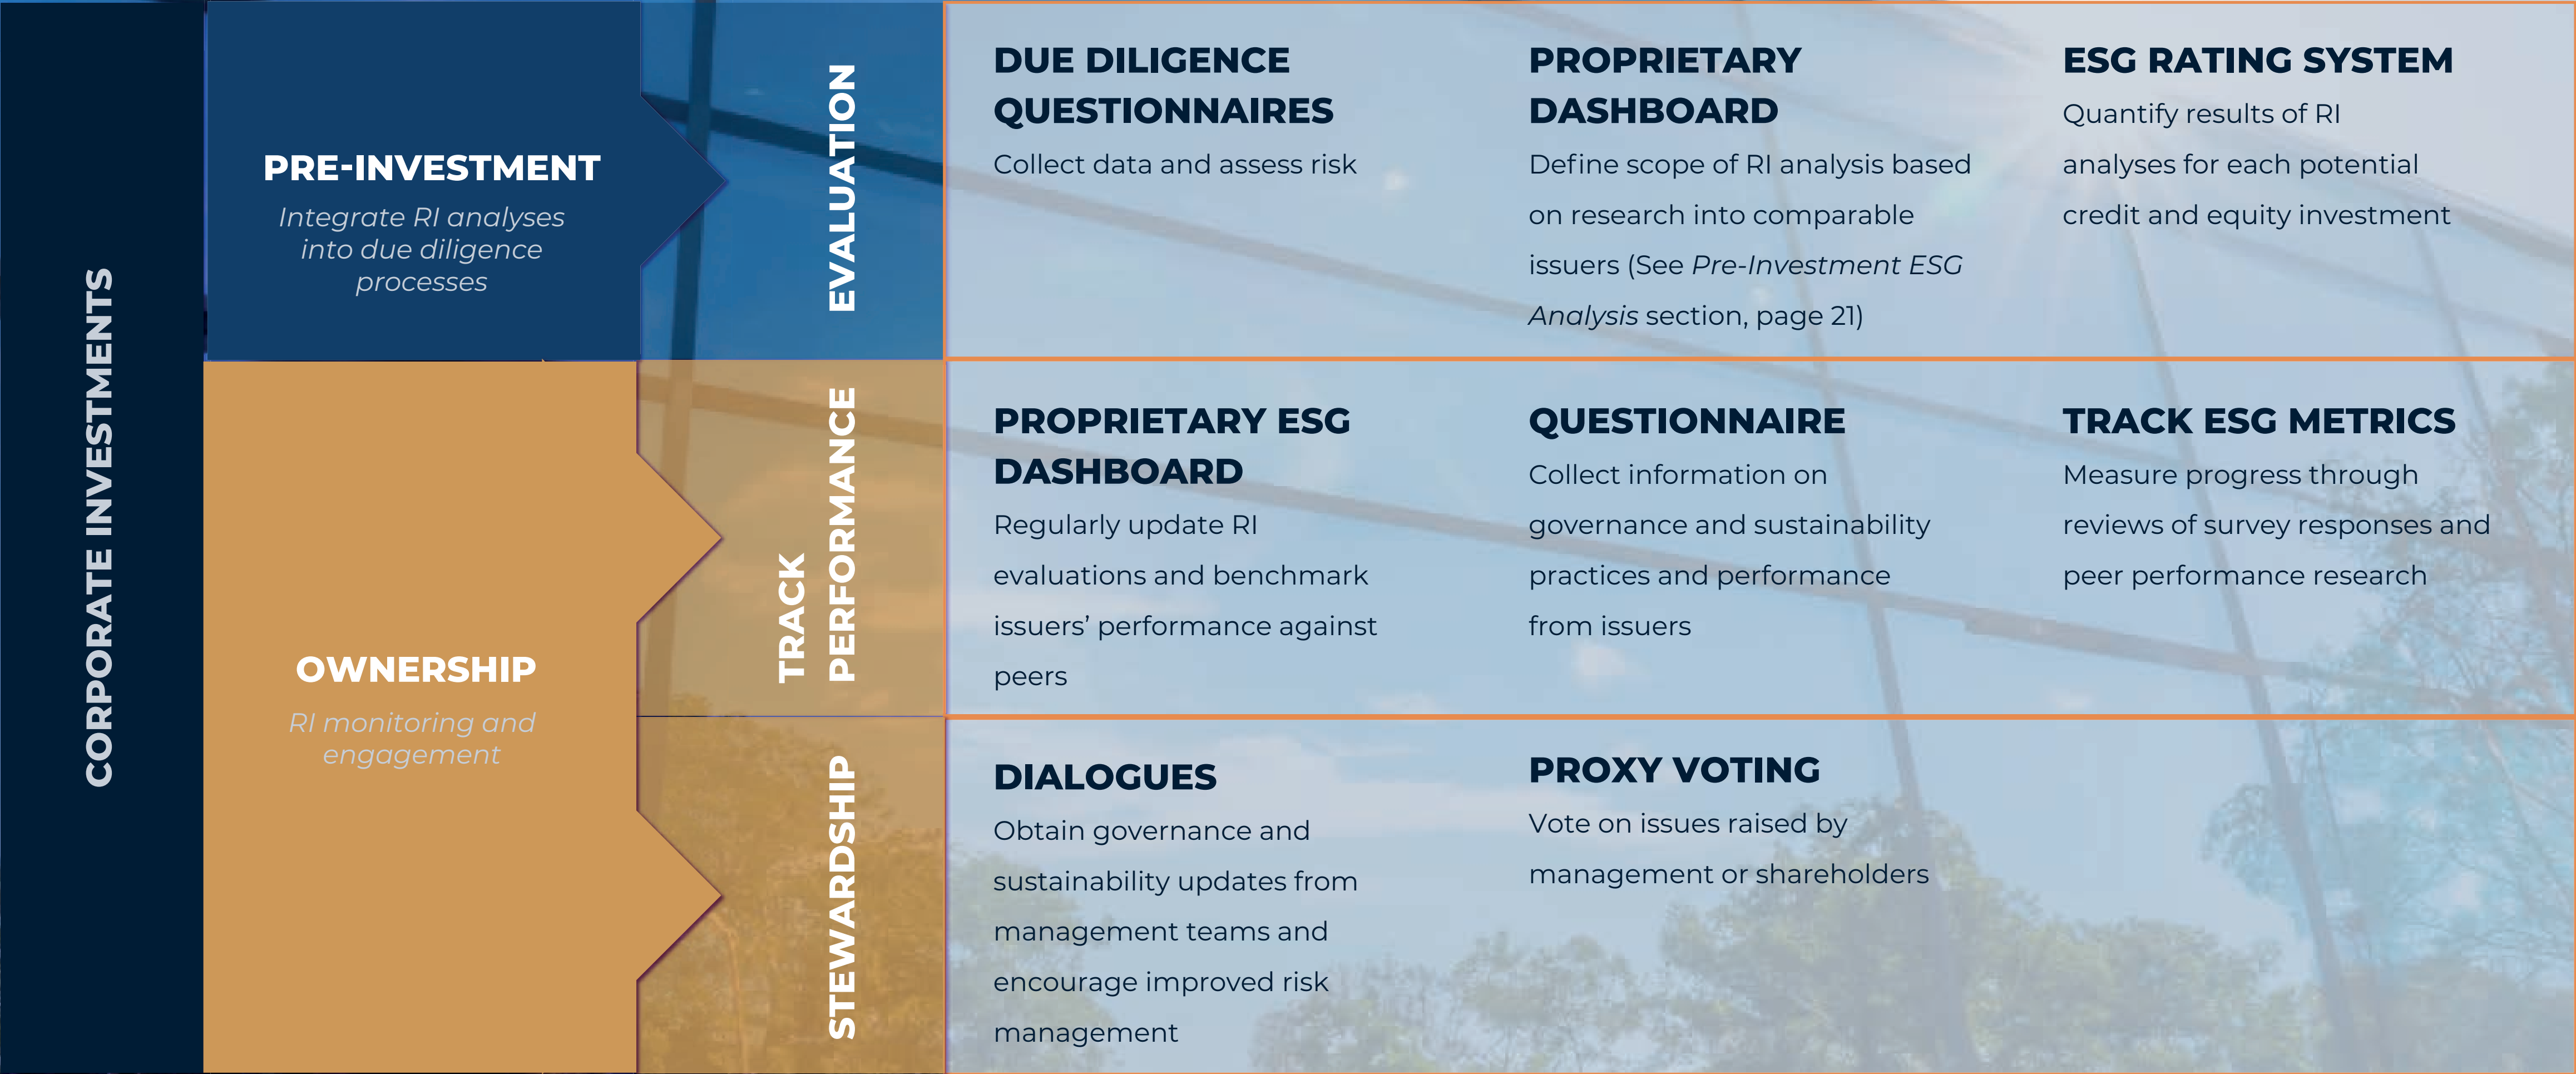 CORPORATE INVESTMENTS
PRE-INVESTMENT
Integrate RI analyses
into due diligence
processes
EVALUATION
DUE DILIGENCE
QUESTIONNAIRES
Collect data and assess risk
PROPRIETARY
DASHBOARD
Define scope of RI analysis based
on research into comparable
issuers (See Pre-Investment ESG
Analysis section, page 21)
ESG RATING SYSTEM
Quantify results of RI
analyses for each potential
credit and equity investment
OWNERSHIP
RI monitoring and
engagement
TRACK
PERFORMANCE
PROPRIETARY ESG
DASHBOARD
Regularly update RI
evaluations and benchmark
issuers’ performance against
peers
QUESTIONNAIRE
Collect information on
governance and sustainability
practices and performance
from issuers
TRACK ESG METRICS
Measure progress through
reviews of survey responses and
peer performance research
STEWARDSHIP
DIALOGUES
Obtain governance and
sustainability updates from
management teams and
encourage improved risk
management
PROXY VOTING
Vote on issues raised by
management or shareholders